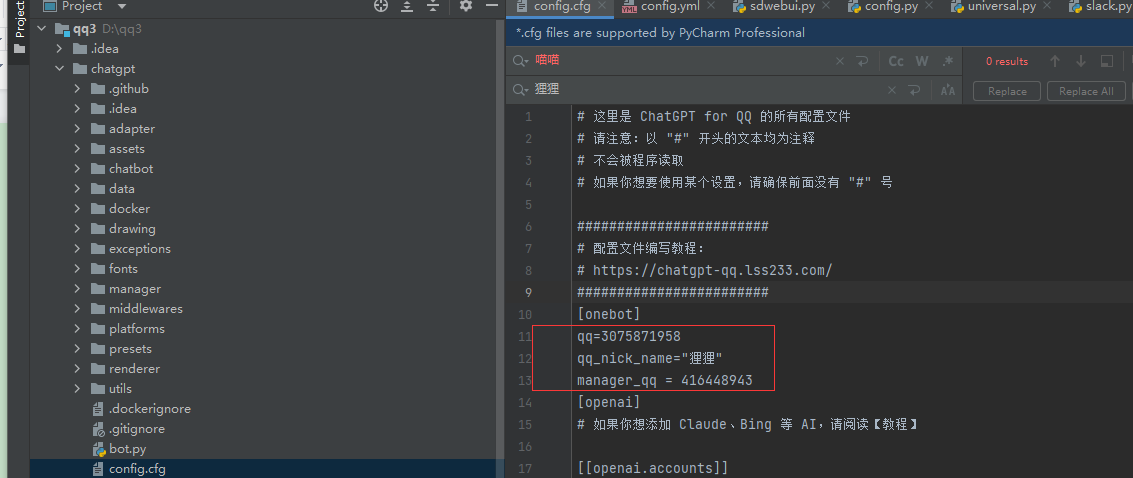 Project
Project
qq3 D:\qq3
.idea
chatgpt
.github
.idea
adapter
assets
chatbot
data
docker
drawing
exceptions
fonts
manager
middlewares
platforms
presets
renderer
utils
.dockerignore
.gitignore
bot.py
config.cfg
config.cfg config.yml sdwebui.py config.py universal.py slack.py
*.cfg files are supported by PyCharm Professional
喵喵 Cc W .* 0 results
狸狸 Replace Replace All
1 # 这里是 ChatGPT for QQ 的所有配置文件
2 # 请注意：以 "#" 开头的文本均为注释
3 # 不会被程序读取
4 # 如果你想要使用某个设置，请确保前面没有 "#" 号
5
6 ########################
7 # 配置文件编写教程：
8 # https://chatgpt-qq.lss233.com/
9 ########################
10 [onebot]
11 qq=3075871958
12 qq_nick_name="狸狸"
13 manager_qq = 416448943
14 [openai]
15 # 如果你想添加 Claude、Bing 等 AI，请阅读【教程】
16
17 [[openai.accounts]]